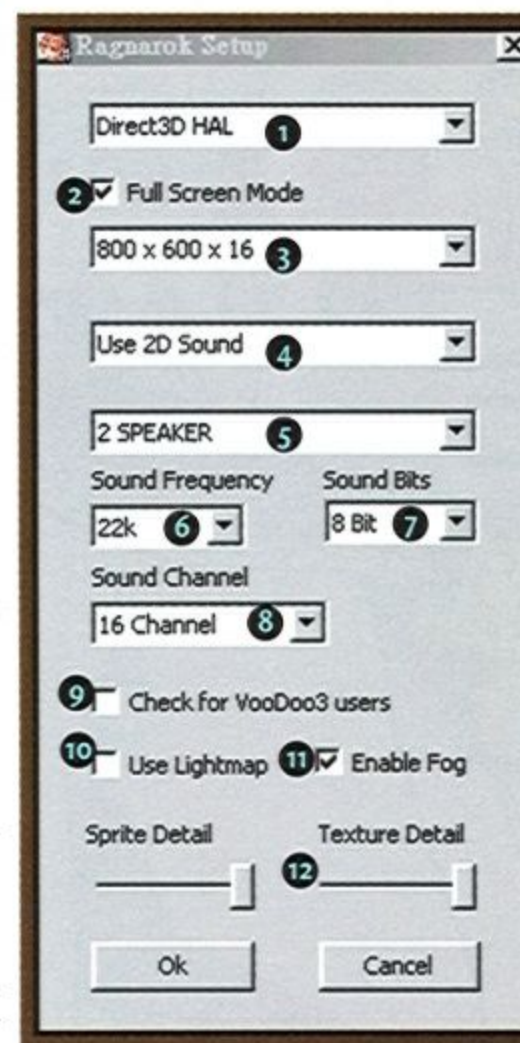 Ragnarok Setup
Direct3D HAL 1
2 Full Screen Mode
800 x 600 x 16 3
Use 2D Sound 4
2 SPEAKER 5
Sound Frequency Sound Bits
22k 6 8 Bit 7
Sound Channel
16 Channel 8
9 Check for VooDoo3 users
10 Use Lightmap 11 Enable Fog
Sprite Detail Texture Detail
12
Ok Cancel